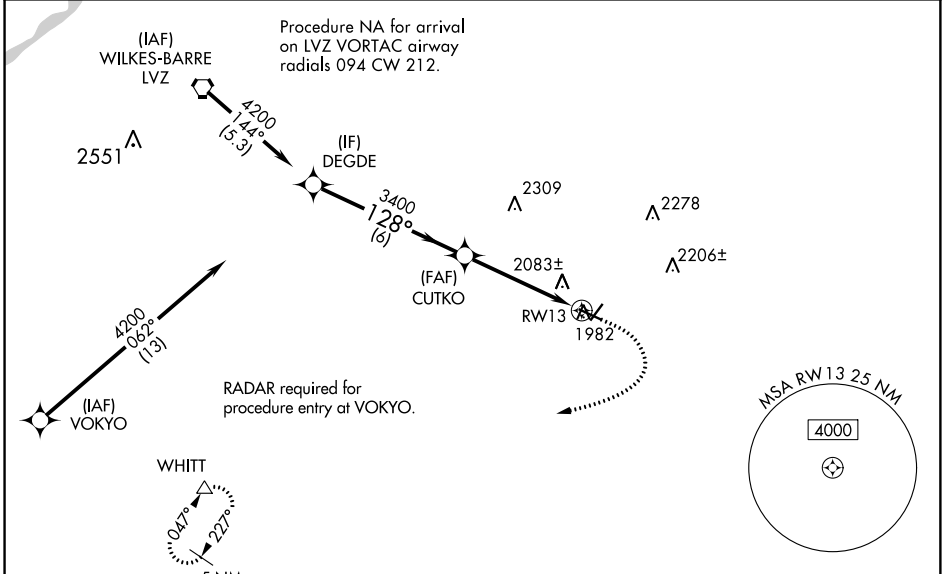 (IAF)
WILKES-BARRE
LVZ
Procedure NA for arrival
on LVZ VORTAC airway
radials 094 CW 212.
4200
144°
(5.3)
2551
(IF)
DEGDE
3400
128°
(6)
2309
2278
2206±
2083±
(FAF)
CUTKO
RW13
1982
4200
062°
(13)
(IAF)
VOKYO
RADAR required for
procedure entry at VOKYO.
MSA RW13 25 NM
4000
WHITT
047°
227°
5 NM